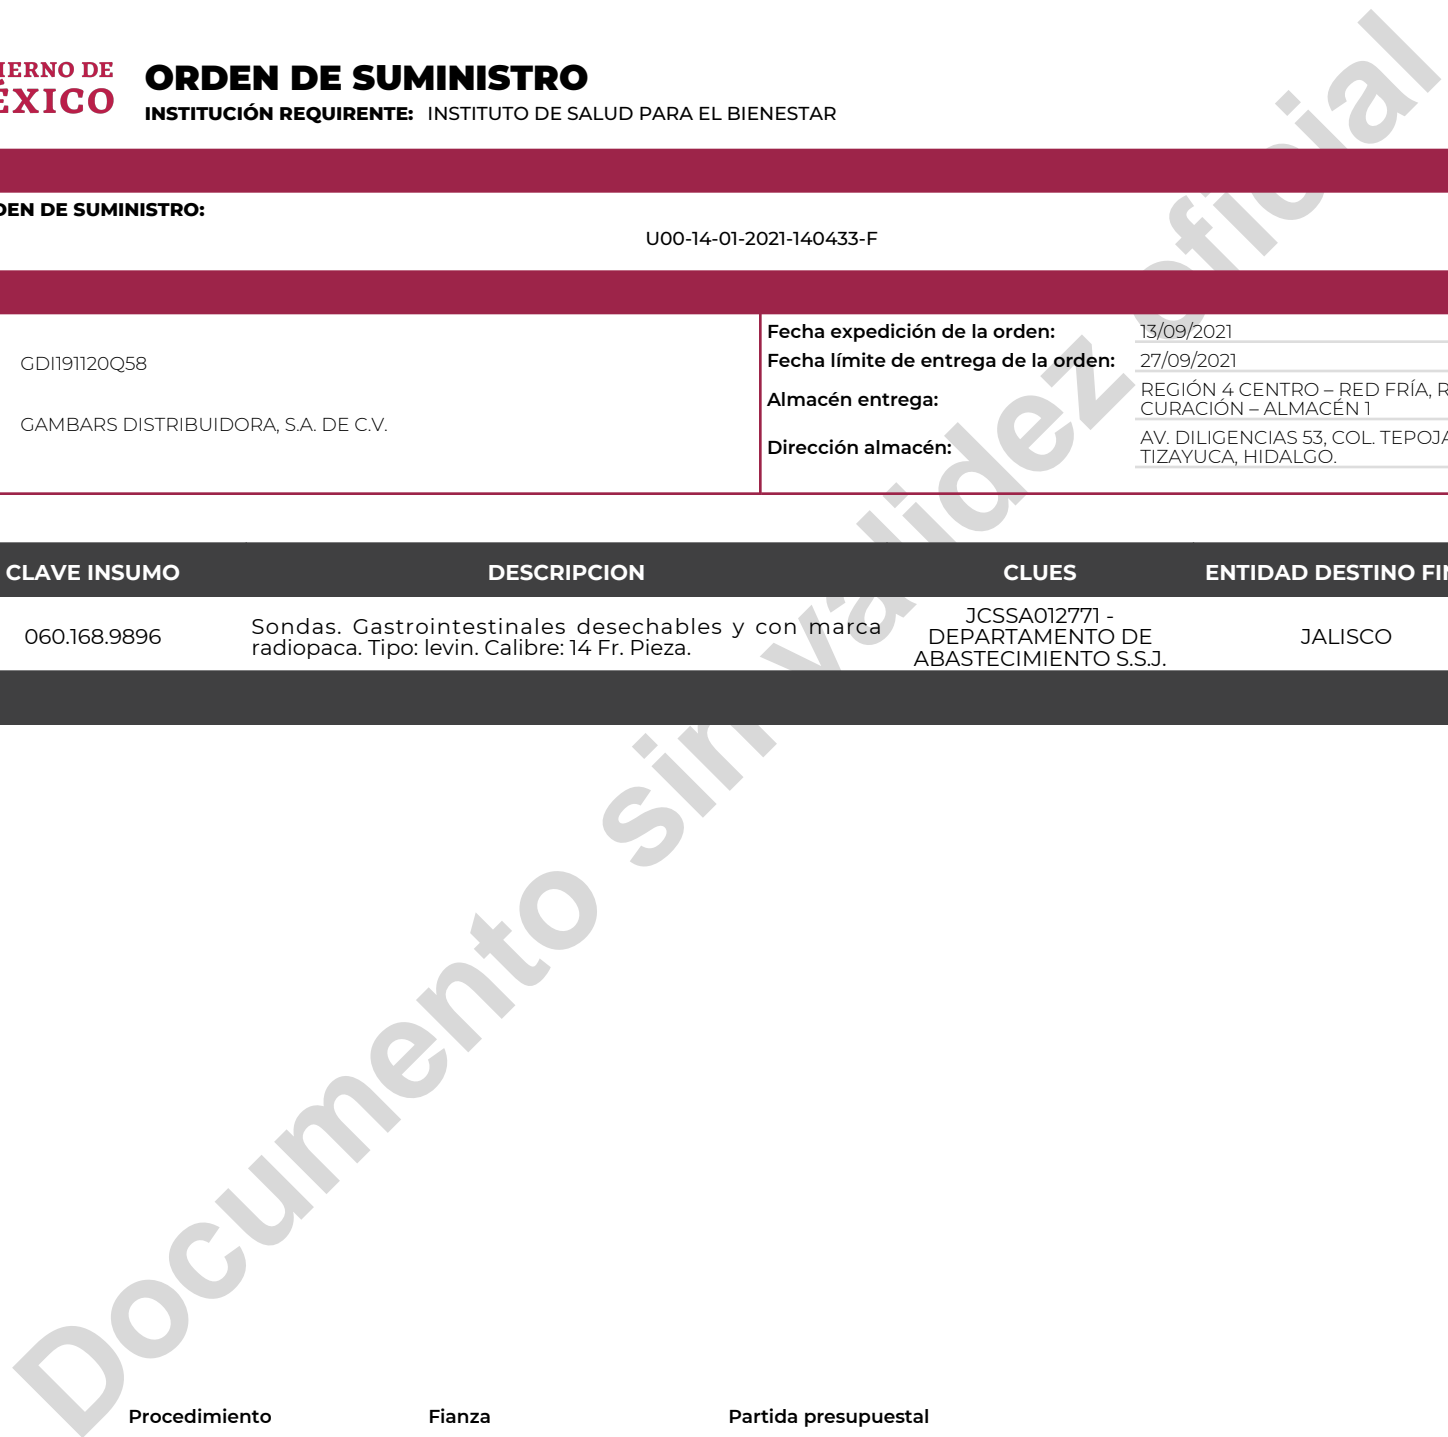 ORDEN DE SUMINISTRO
INSTITUCIÓN REQUIRENTE: INSTITUTO DE SALUD PARA EL BIENESTAR
IERNO DE
ÉXICO
DEN DE SUMINISTRO:
U00-14-01-2021-140433-F
GDI191120Q58
GAMBARS DISTRIBUIDORA, S.A. DE C.V.
Fecha expedición de la orden: 13/09/2021
Fecha límite de entrega de la orden: 27/09/2021
Almacén entrega: REGIÓN 4 CENTRO – RED FRÍA, R
CURACIÓN – ALMACÉN 1
Dirección almacén: AV. DILIGENCIAS 53, COL. TEPOJA
TIZAYUCA, HIDALGO.
CLAVE INSUMO DESCRIPCION CLUES ENTIDAD DESTINO FIN
060.168.9896
Sondas. Gastrointestinales desechables y con marca
radiopaca. Tipo: levin. Calibre: 14 Fr. Pieza.
JCSSA012771 -
DEPARTAMENTO DE
ABASTECIMIENTO S.S.J.
JALISCO
Documento sin validez oficial
Procedimiento Fianza Partida presupuestal